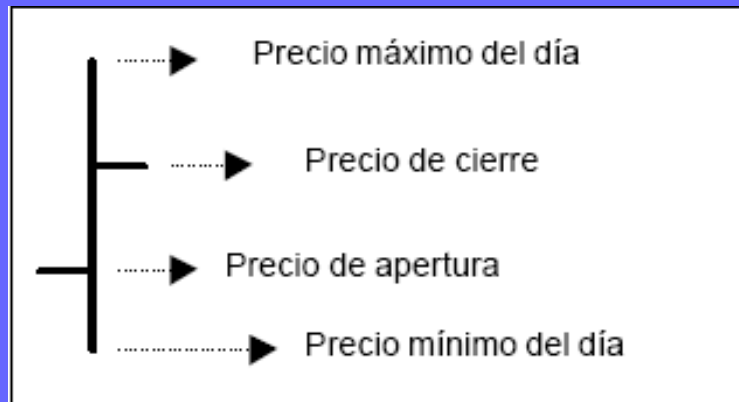 Precio máximo del día
Precio de cierre
Precio de apertura
Precio mínimo del día